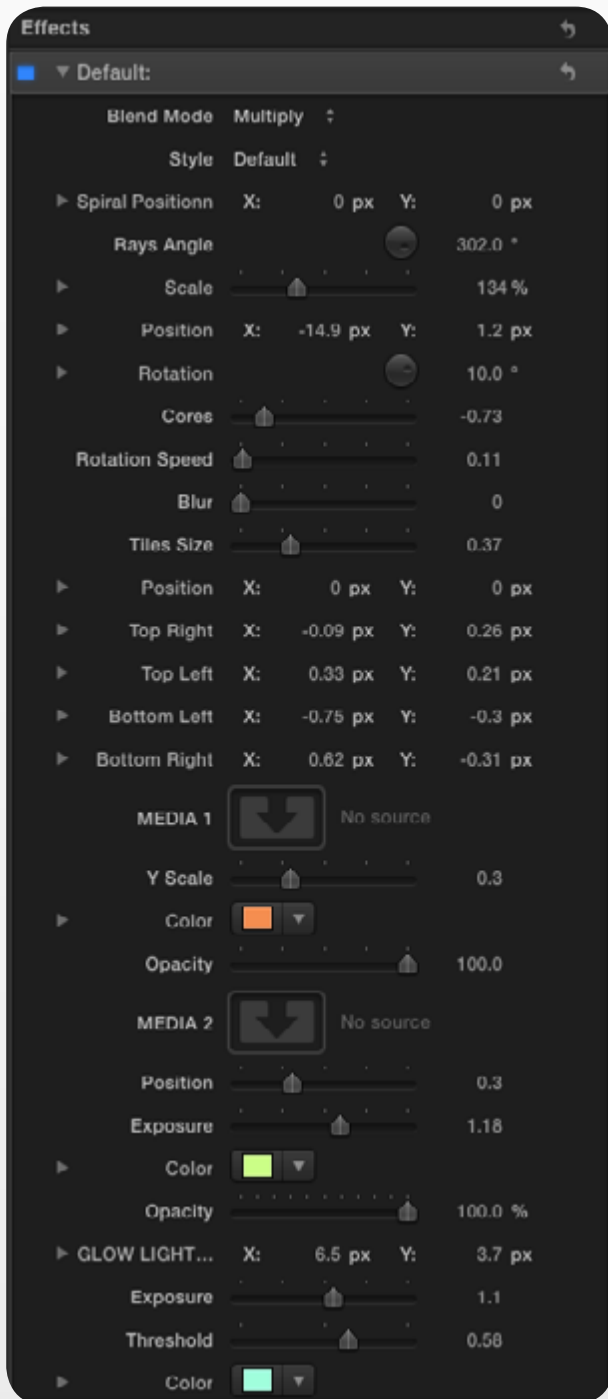 Effects
Default:
Blend Mode Multiply
Style Default
Spiral Positionn X: 0 px Y: 0 px
Rays Angle 302.0 °
Scale 134 %
Position X: -14.9 px Y: 1.2 px
Rotation 10.0 °
Cores -0.73
Rotation Speed 0.11
Blur 0
Tiles Size 0.37
Position X: 0 px Y: 0 px
Top Right X: -0.09 px Y: 0.26 px
Top Left X: 0.33 px Y: 0.21 px
Bottom Left X: -0.75 px Y: -0.3 px
Bottom Right X: 0.62 px Y: -0.31 px
MEDIA 1 No source
Y Scale 0.3
Color
Opacity 100.0
MEDIA 2 No source
Position 0.3
Exposure 1.18
Color
Opacity 100.0 %
GLOW LIGHT... X: 6.5 px Y: 3.7 px
Exposure 1.1
Threshold 0.58
Color